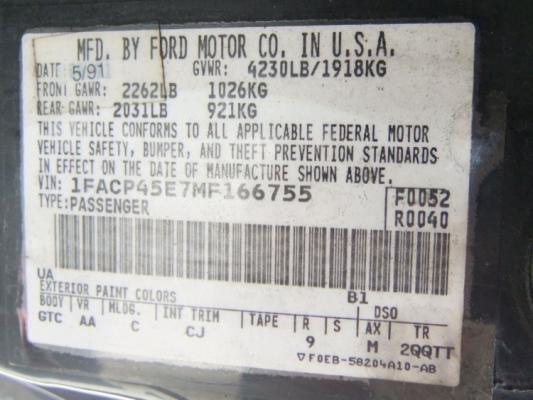 MFD. BY FORD MOTOR CO. IN U.S.A.
DATE 5/91 GVWR: 4230LB/1918KG
FRONT GAWR: 2262LB 1026KG
REAR GAWR: 2031LB 921KG
THIS VEHICLE CONFORMS TO ALL APPLICABLE FEDERAL MOTOR
VEHICLE SAFETY, BUMPER, AND THEFT PREVENTION STANDARDS
IN EFFECT ON THE DATE OF MANUFACTURE SHOWN ABOVE.
VIN: 1FACP45E7MF166755 F0052
TYPE:PASSENGER R0040
UA B1
EXTERIOR PAINT COLORS DSO
BODY VR MLDG. INT TRIM TAPE R S AX TR
GTC AA C CJ 9 M 2QQTT
▽F0EB-58204A10-AB